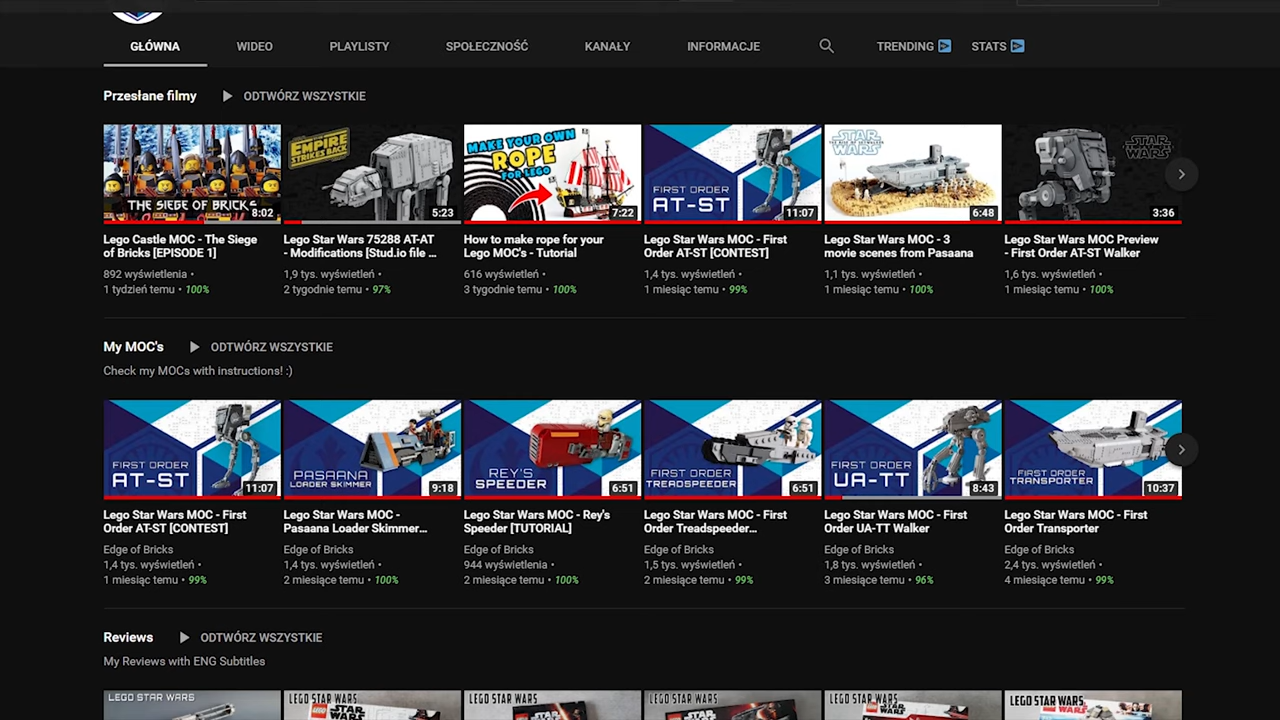 GŁÓWNA WIDEO PLAYLISTY SPOŁECZNOŚĆ KANAŁY INFORMACJE TRENDING STATS
Przesłane filmy ODTWÓRZ WSZYSTKIE
THE SIEGE OF BRICKS
8:02
EMPIRE
STRIKES BACK
5:23
MAKE YOUR OWN
ROPE
FOR LEGO
7:22
FIRST ORDER
AT-ST
11:07
STAR
WARS
6:48
STAR
WARS
3:36
Lego Castle MOC - The Siege
of Bricks [EPISODE 1]
892 wyświetlenia •
1 tydzień temu • 100%
Lego Star Wars 75288 AT-AT
- Modifications [Stud.io file ...
1,9 tys. wyświetleń •
2 tygodnie temu • 97%
How to make rope for your
Lego MOC's - Tutorial
616 wyświetleń •
3 tygodnie temu • 100%
Lego Star Wars MOC - First
Order AT-ST [CONTEST]
1,4 tys. wyświetleń •
1 miesiąc temu • 99%
Lego Star Wars MOC - 3
movie scenes from Pasaana
1,1 tys. wyświetleń •
1 miesiąc temu • 100%
Lego Star Wars MOC Preview
- First Order AT-ST Walker
1,6 tys. wyświetleń •
1 miesiąc temu • 100%
My MOC's ODTWÓRZ WSZYSTKIE
Check my MOCs with instructions! :)
FIRST ORDER
AT-ST
11:07
PASAANA
LOADER SKIMMER
9:18
REY'S
SPEEDER
6:51
FIRST ORDER
TREADSPEEDER
6:51
FIRST ORDER
UA-TT
8:43
FIRST ORDER
TRANSPORTER
10:37
Lego Star Wars MOC - First
Order AT-ST [CONTEST]
Edge of Bricks
1,4 tys. wyświetleń •
1 miesiąc temu • 99%
Lego Star Wars MOC -
Pasaana Loader Skimmer...
Edge of Bricks
1,4 tys. wyświetleń •
2 miesiące temu • 100%
Lego Star Wars MOC - Rey's
Speeder [TUTORIAL]
Edge of Bricks
944 wyświetlenia •
2 miesiące temu • 100%
Lego Star Wars MOC - First
Order Treadspeeder...
Edge of Bricks
1,5 tys. wyświetleń •
2 miesiące temu • 99%
Lego Star Wars MOC - First
Order UA-TT Walker
Edge of Bricks
1,8 tys. wyświetleń •
3 miesiące temu • 96%
Lego Star Wars MOC - First
Order Transporter
Edge of Bricks
2,4 tys. wyświetleń •
4 miesiące temu • 99%
Reviews ODTWÓRZ WSZYSTKIE
My Reviews with ENG Subtitles
LEGO STAR WARS
LEGO STAR WARS
LEGO STAR WARS
LEGO STAR WARS
LEGO STAR WARS
LEGO STAR WARS